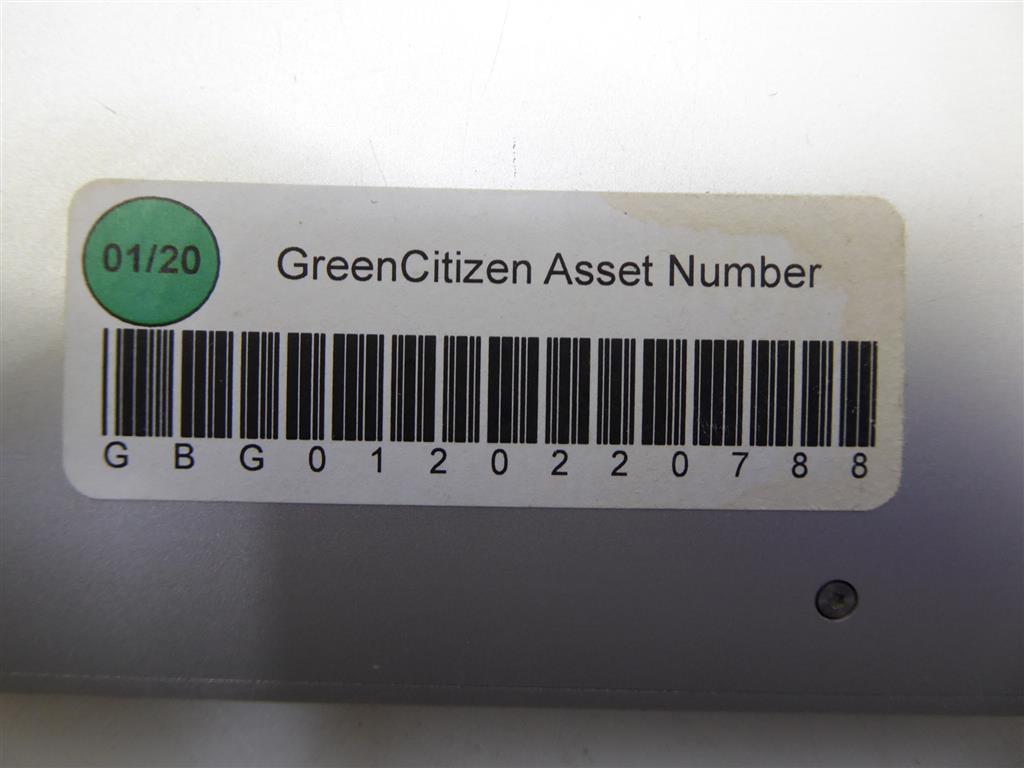 01/20
GreenCitizen Asset Number
G B G 0 1 2 0 2 2 0 7 8 8